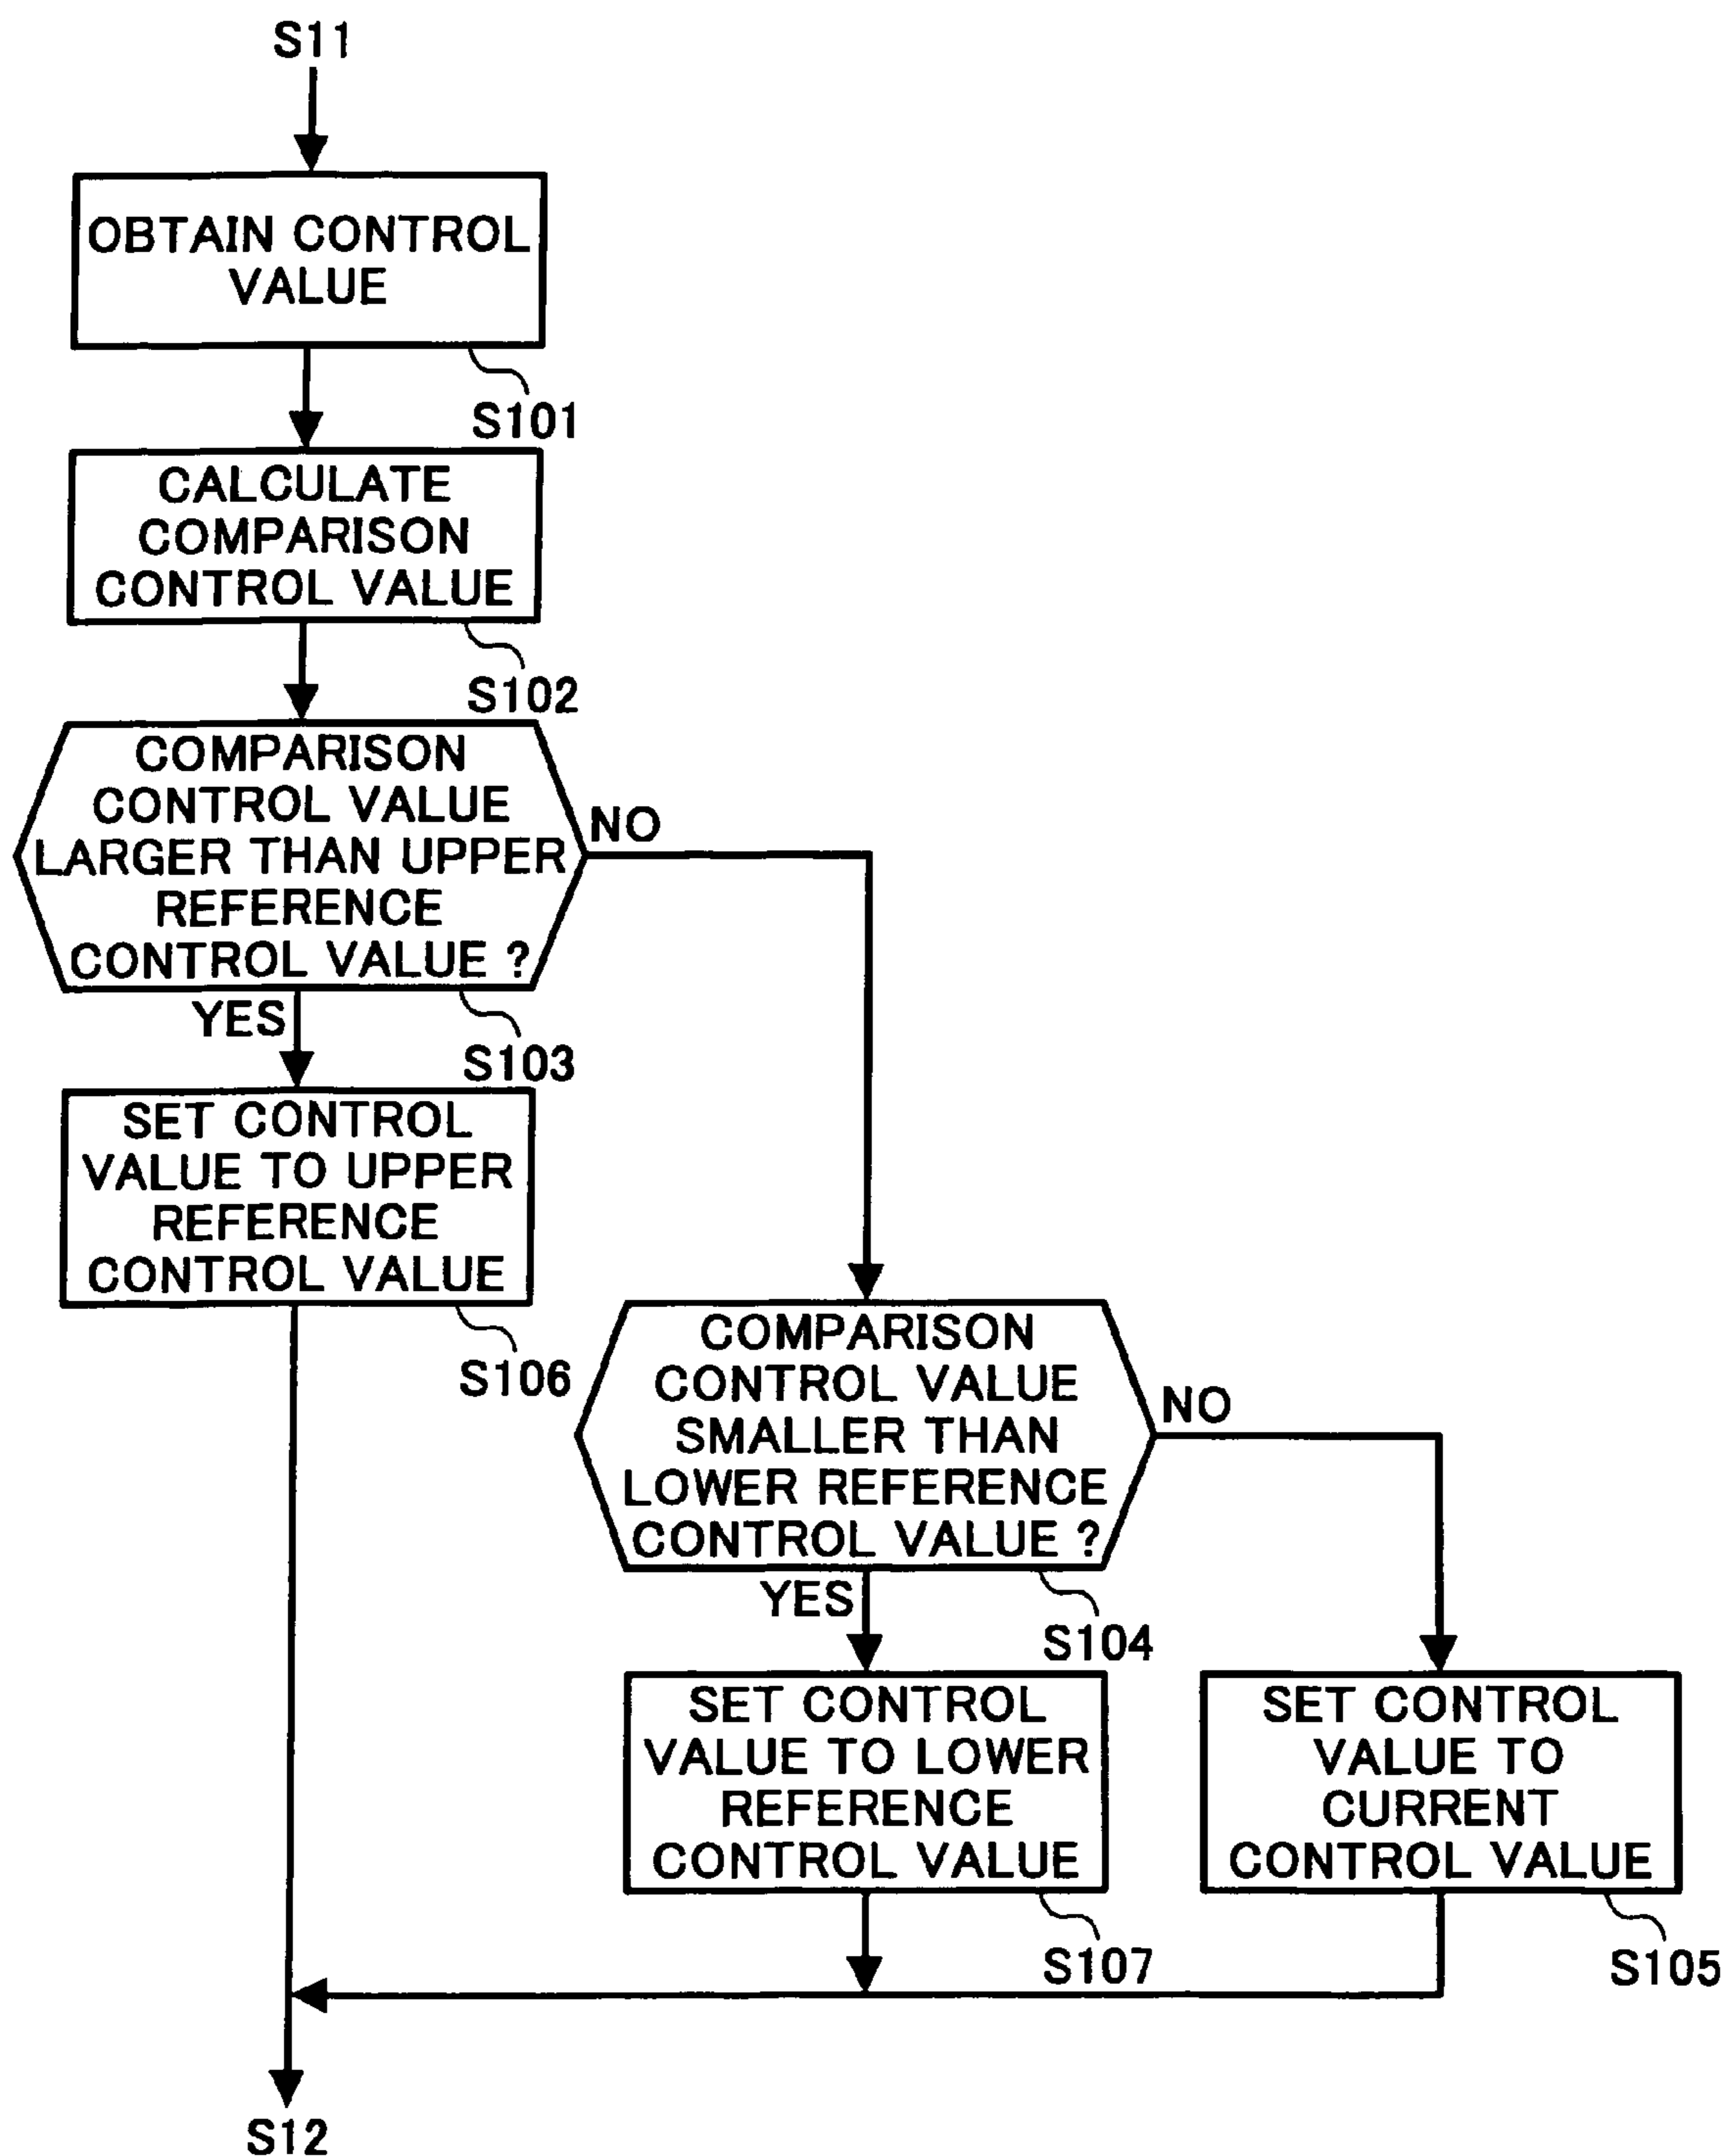 S11
OBTAIN CONTROL
VALUE
S101
CALCULATE
COMPARISON
CONTROL VALUE
S102
COMPARISON
CONTROL VALUE
LARGER THAN UPPER
REFERENCE
CONTROL VALUE ?
NO
YES
S103
SET CONTROL
VALUE TO UPPER
REFERENCE
CONTROL VALUE
S106
COMPARISON
CONTROL VALUE
SMALLER THAN
LOWER REFERENCE
CONTROL VALUE ?
NO
YES
S104
SET CONTROL
VALUE TO LOWER
REFERENCE
CONTROL VALUE
S107
SET CONTROL
VALUE TO
CURRENT
CONTROL VALUE
S105
S12